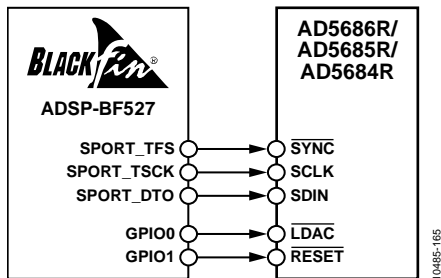 BLACKfin®
ADSP-BF527
AD5686R/
AD5685R/
AD5684R
SPORT_TFS SYNC
SPORT_TSCK SCLK
SPORT_DTO SDIN
GPIO0 LDAC
GPIO1 RESET
10485-165